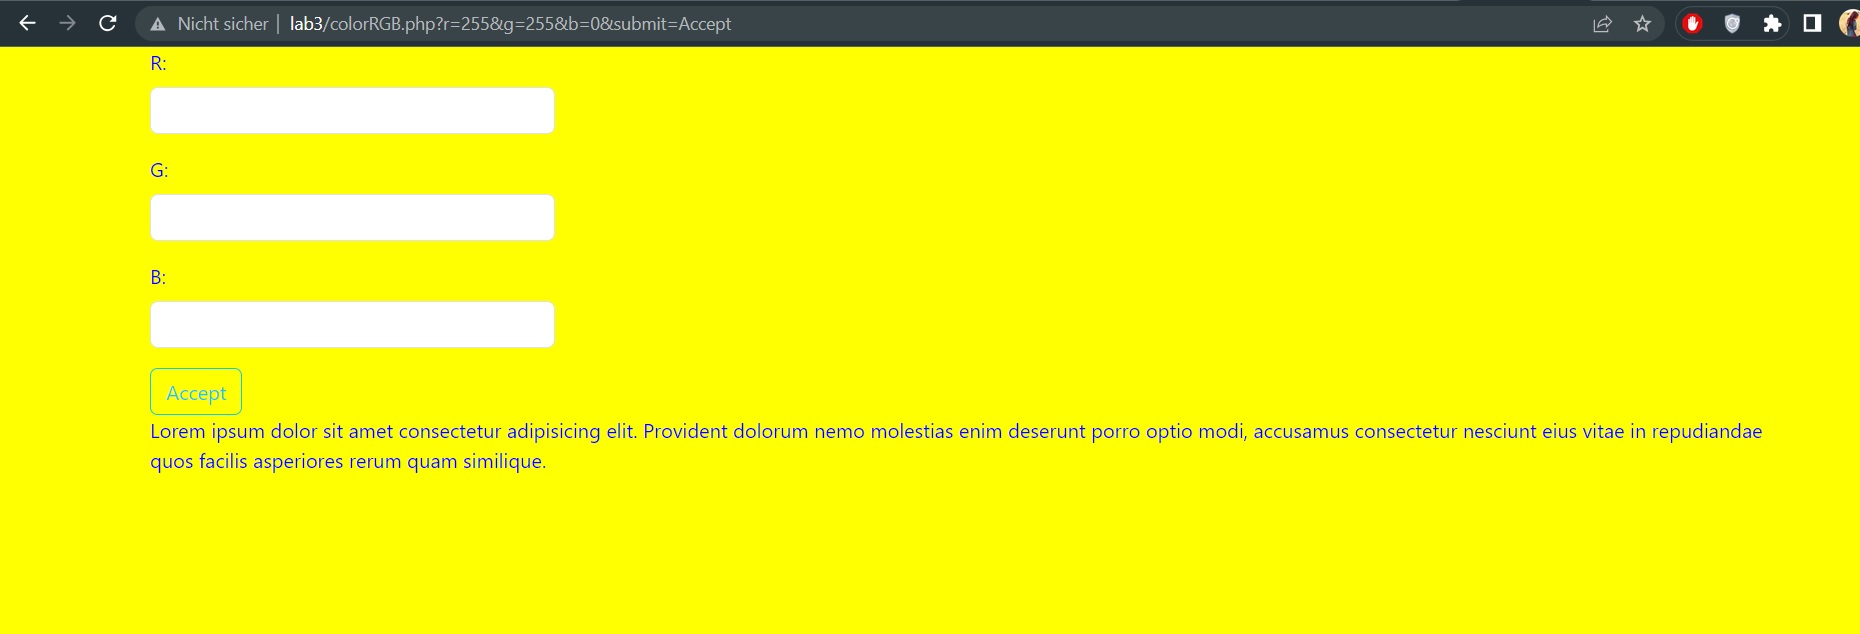 Nicht sicher | lab3/colorRGB.php?r=255&g=255&b=0&submit=Accept
R:
G:
B:
Accept
Lorem ipsum dolor sit amet consectetur adipisicing elit. Provident dolorum nemo molestias enim deserunt porro optio modi, accusamus consectetur nesciunt eius vitae in repudiandae
quos facilis asperiores rerum quam similique.